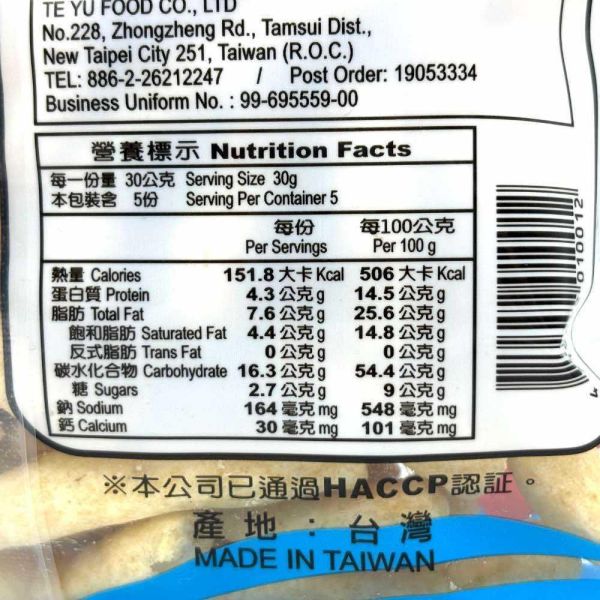 TE YU FOOD CO., LTD
No.228, Zhongzheng Rd., Tamsui Dist.,
New Taipei City 251, Taiwan (R.O.C.)
TEL: 886-2-26212247 / Post Order: 19053334
Business Uniform No. : 99-695559-00
營養標示 Nutrition Facts
每一份量 30公克 Serving Size 30g
本包裝含 5份 Serving Per Container 5
每份 每100公克
Per Servings Per 100 g
熱量 Calories 151.8 大卡 Kcal 506 大卡 Kcal
蛋白質 Protein 4.3 公克 g 14.5 公克 g
脂肪 Total Fat 7.6 公克 g 25.6 公克 g
飽和脂肪 Saturated Fat 4.4 公克 g 14.8 公克 g
反式脂肪 Trans Fat 0 公克 g 0 公克 g
碳水化合物 Carbohydrate 16.3 公克 g 54.4 公克 g
糖 Sugars 2.7 公克 g 9 公克 g
鈉 Sodium 164 毫克 mg 548 毫克 mg
鈣 Calcium 30 毫克 mg 101 毫克 mg
※本公司已通過HACCP認証。
產地：台灣
MADE IN TAIWAN